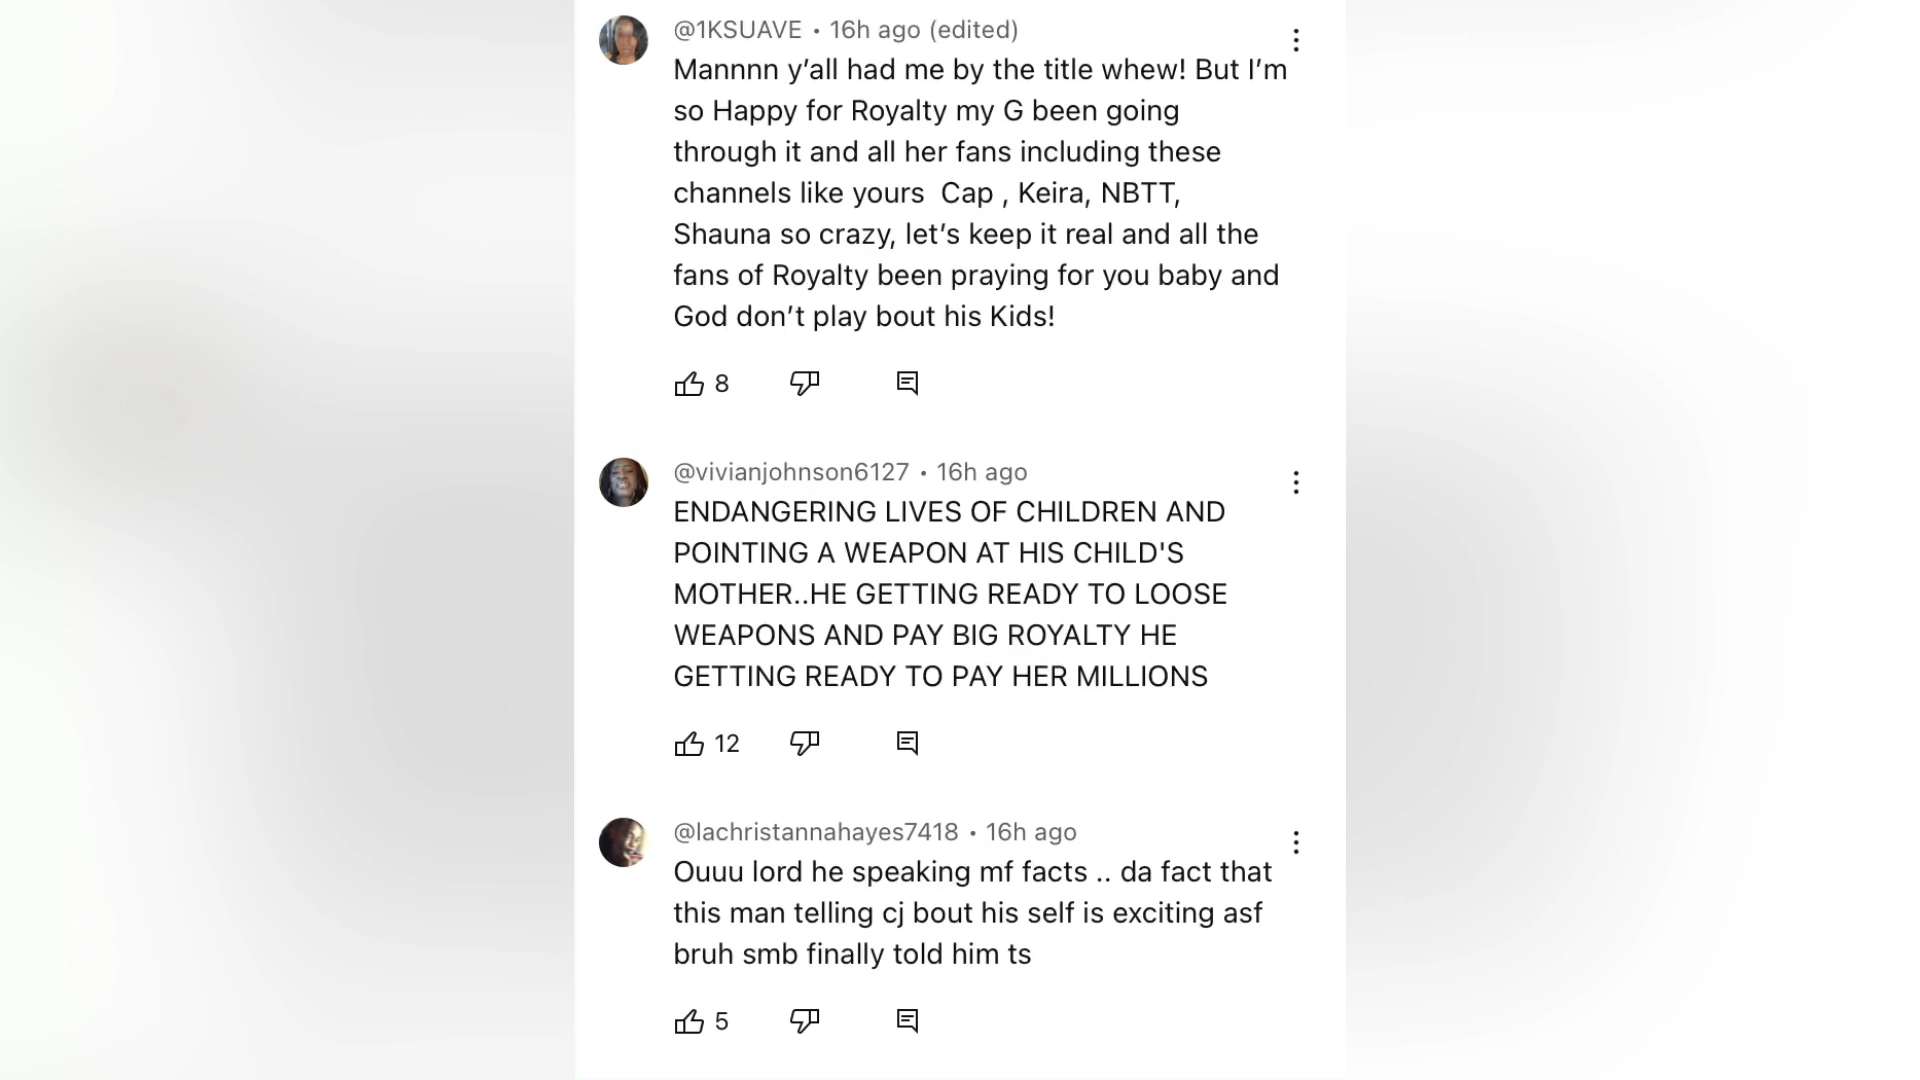 @1KSUAVE • 16h ago (edited)
Mannnn y’all had me by the title whew! But I’m
so Happy for Royalty my G been going
through it and all her fans including these
channels like yours  Cap , Keira, NBTT,
Shauna so crazy, let’s keep it real and all the
fans of Royalty been praying for you baby and
God don’t play bout his Kids!
8
@vivianjohnson6127 • 16h ago
ENDANGERING LIVES OF CHILDREN AND
POINTING A WEAPON AT HIS CHILD'S
MOTHER..HE GETTING READY TO LOOSE
WEAPONS AND PAY BIG ROYALTY HE
GETTING READY TO PAY HER MILLIONS
12
@lachristannahayes7418 • 16h ago
Ouuu lord he speaking mf facts .. da fact that
this man telling cj bout his self is exciting asf
bruh smb finally told him ts
5